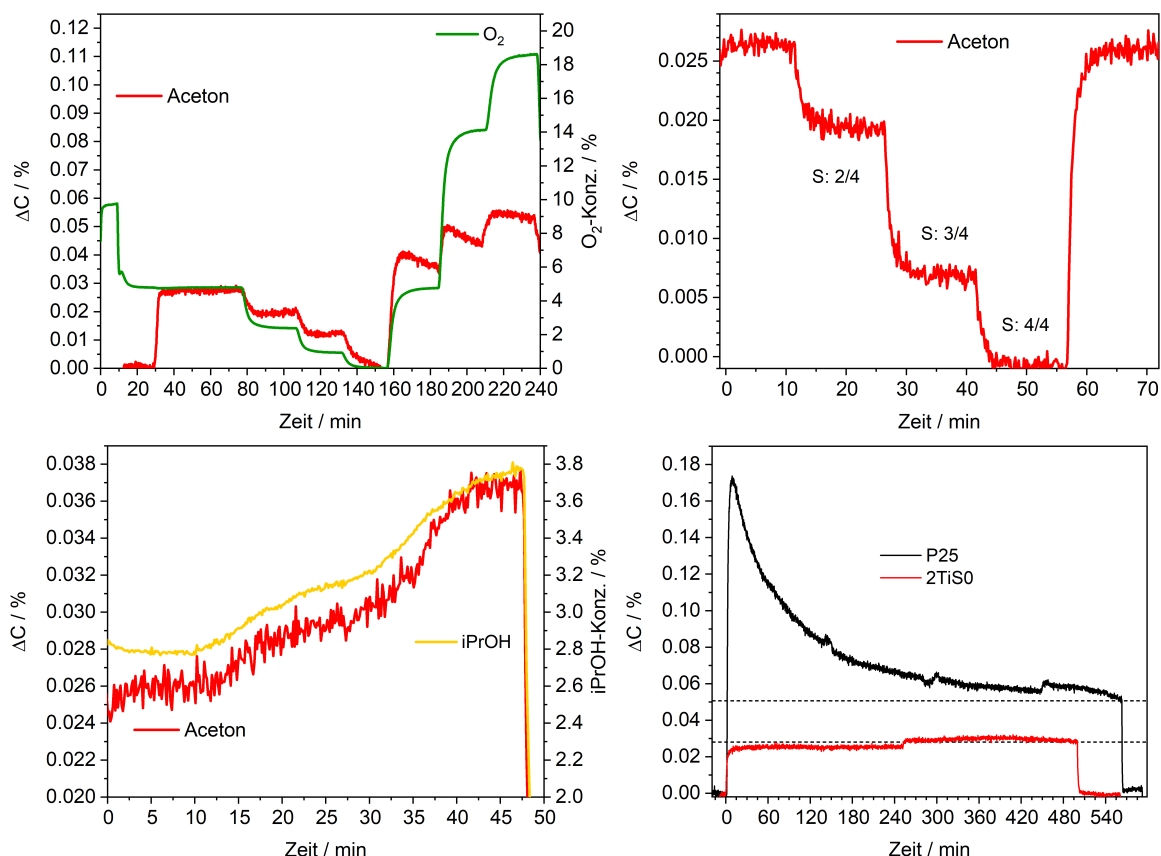 O₂
Aceton
0.12
0.11
0.10
0.09
0.08
0.07
0.06
0.05
0.04
0.03
0.02
0.01
0.00
ΔC / %
18
16
14
12
10
8
6
4
2
0
O₂-Konz. / %
0 20 40 60 80 100 120 140 160 180 200 220 240
Zeit / min
Aceton
0.025
0.020
0.015
0.010
0.005
0.000
ΔC / %
S: 2/4
S: 3/4
S: 4/4
0 10 20 30 40 50 60 70
Zeit / min
0.038
0.036
0.034
0.032
0.030
0.028
0.026
0.024
0.022
0.020
ΔC / %
iPrOH
Aceton
3.8
3.6
3.4
3.2
3.0
2.8
2.6
2.4
2.2
2.0
iPrOH-Konz. / %
0 5 10 15 20 25 30 35 40 45 50
Zeit / min
0.18
0.16
0.14
0.12
0.10
0.08
0.06
0.04
0.02
0.00
ΔC / %
P25
2TiS0
0 60 120 180 240 300 360 420 480 540
Zeit / min